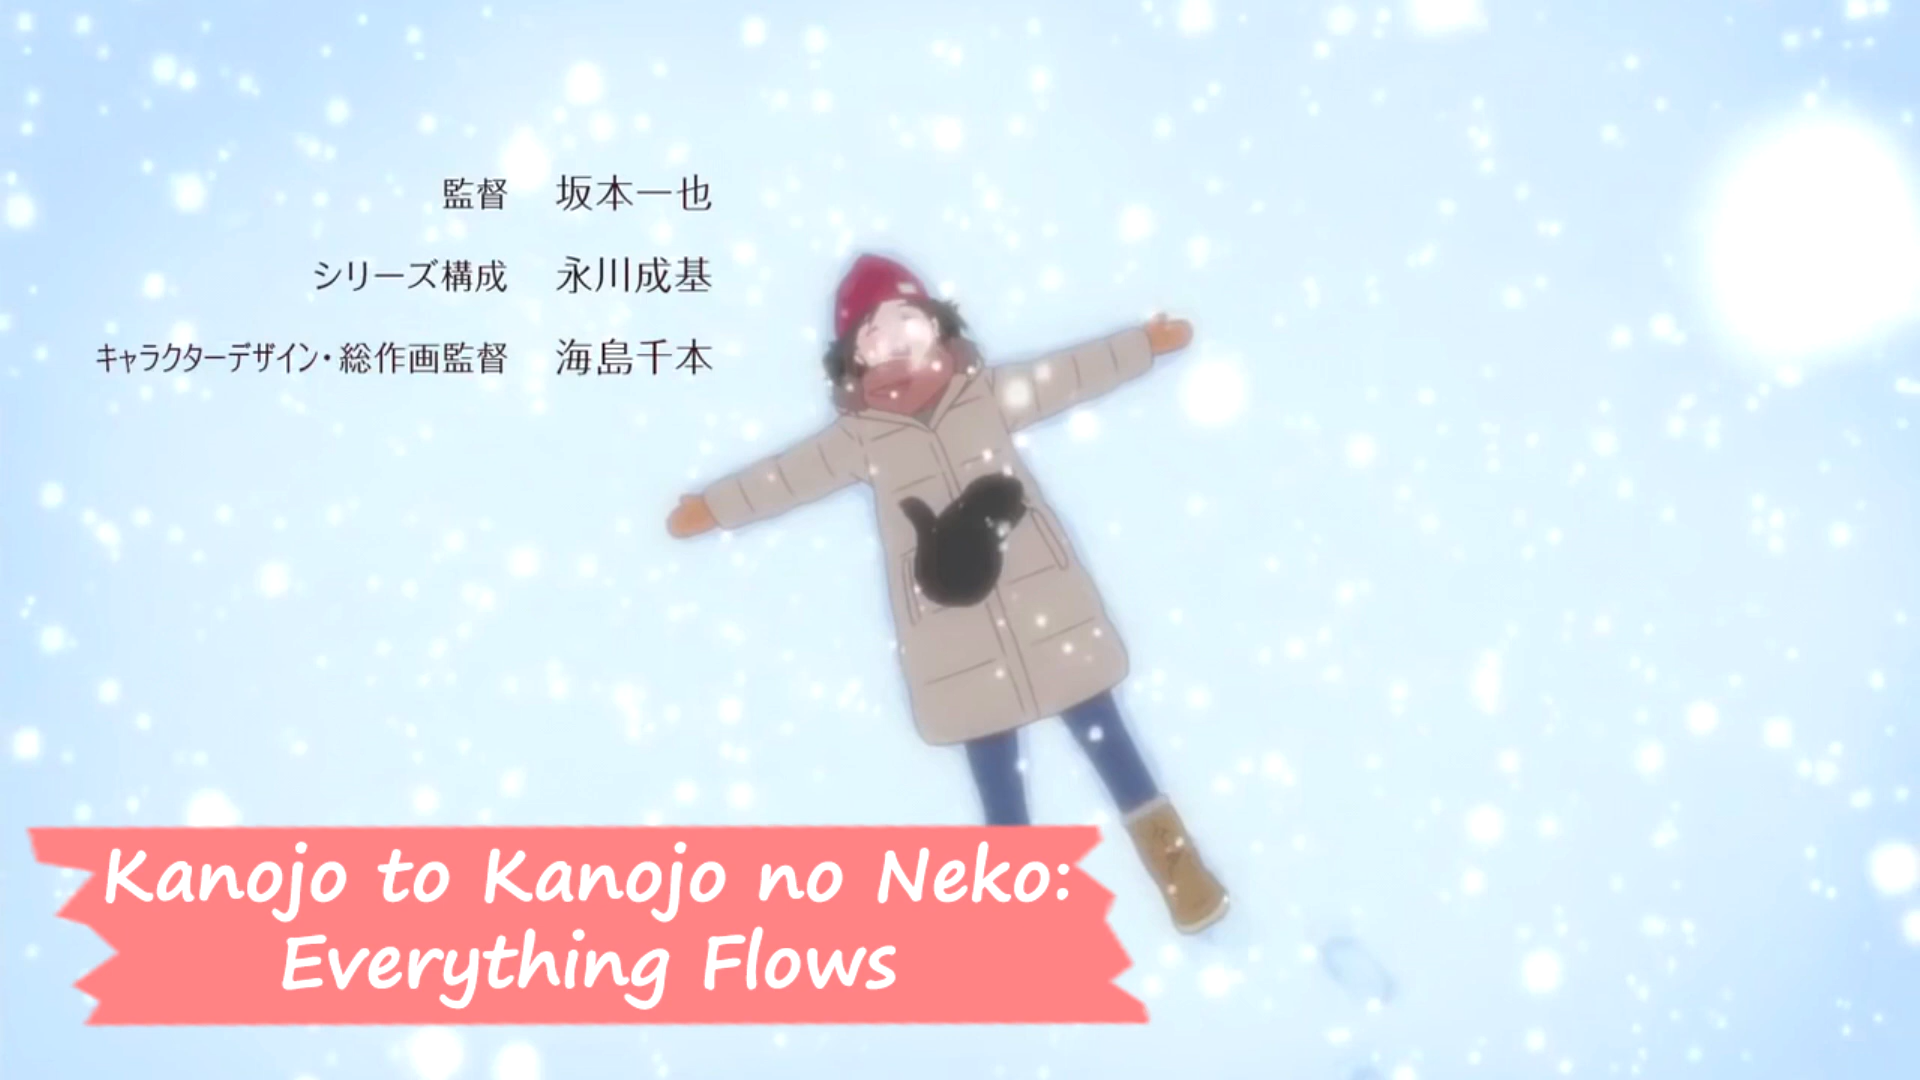 監督 坂本一也
シリーズ構成 永川成基
キャラクターデザイン・総作画監督 海島千本
Kanojo to Kanojo no Neko:
Everything Flows